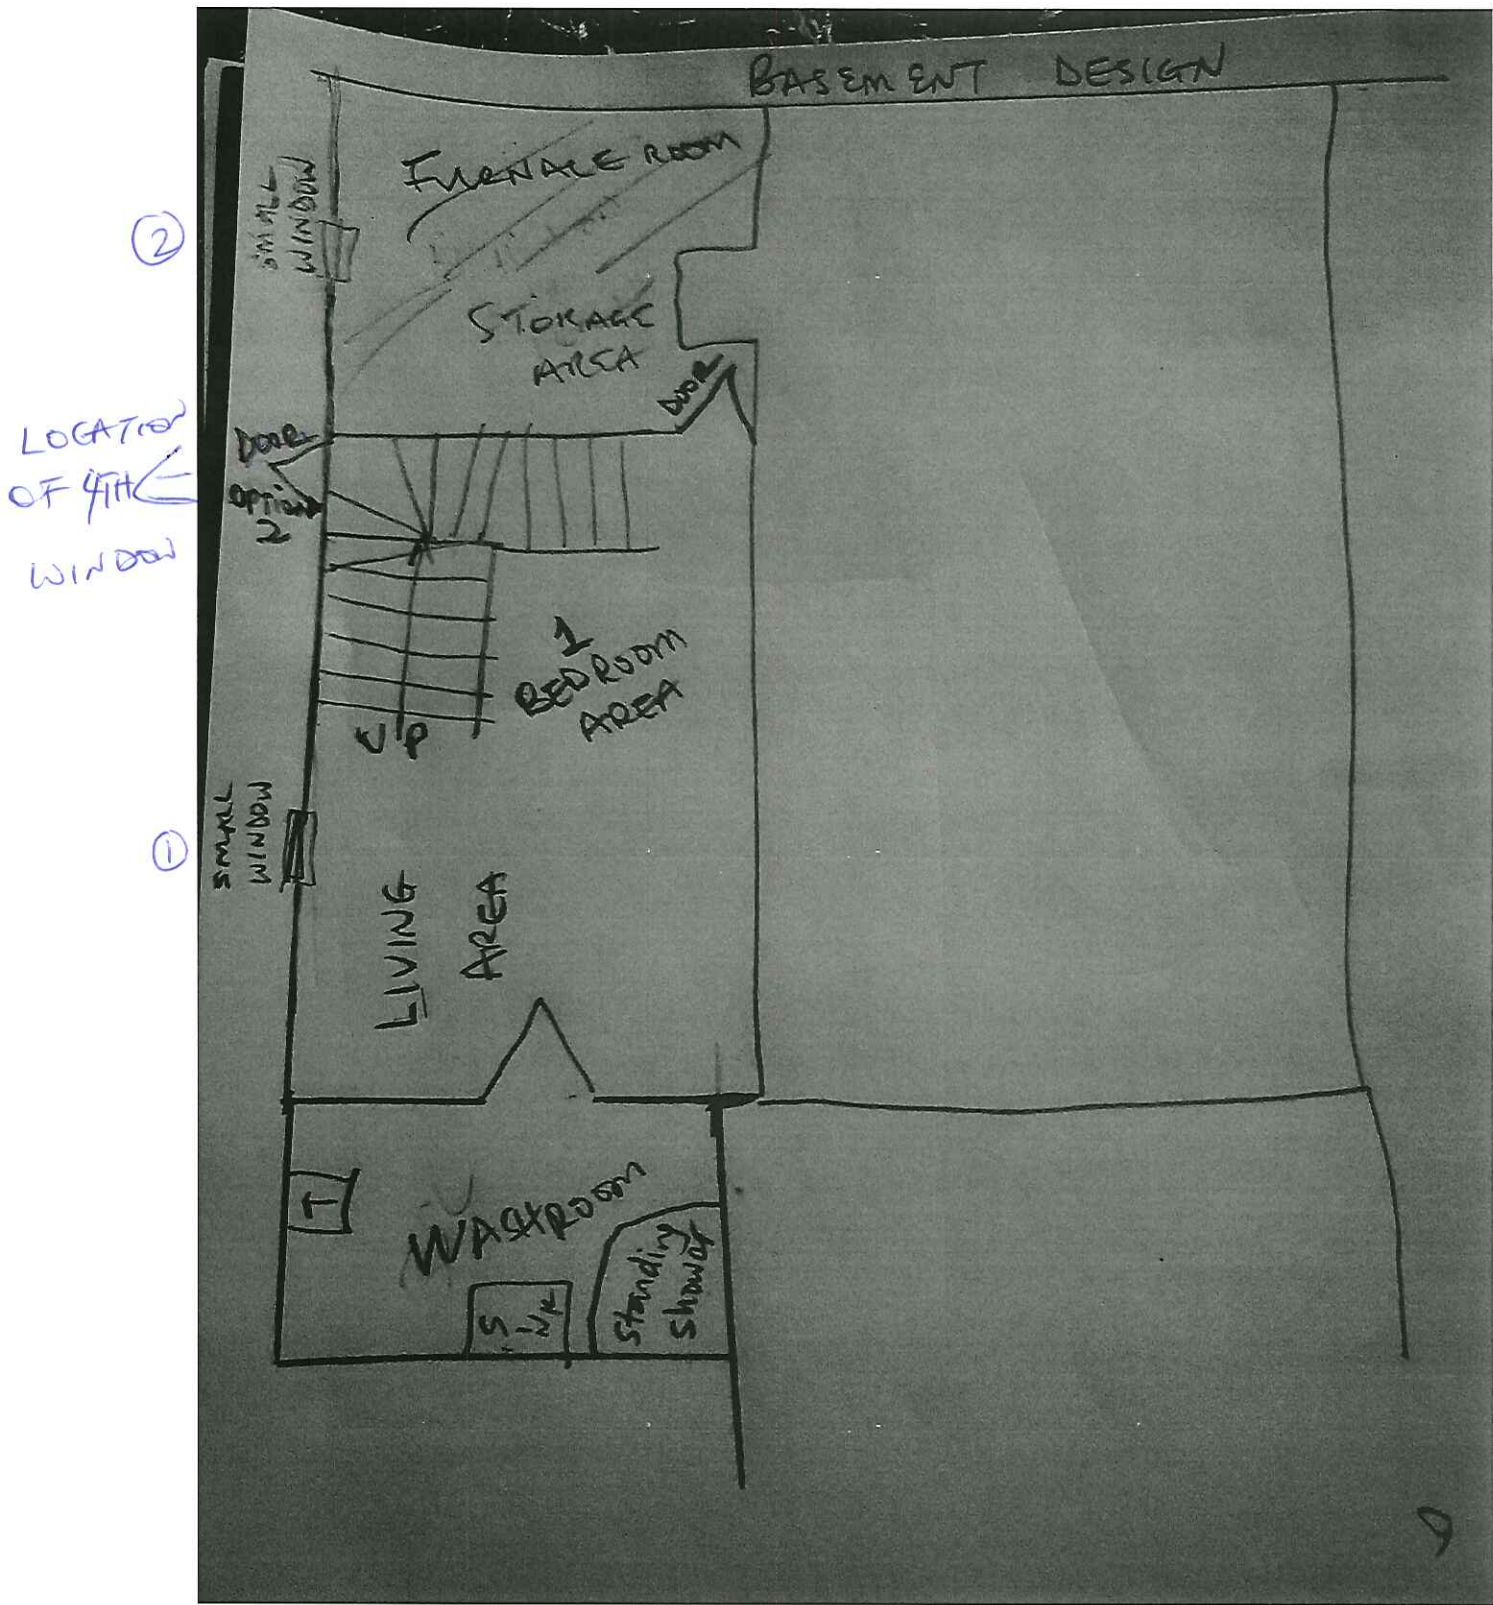 BASEMENT DESIGN
FURNACE ROOM
SMALL
WINDOW
2
STORAGE
AREA
DOOR
LOCATION
OF 4TH
WINDOW
DOOR
OPTION
2
1
BEDROOM
AREA
UP
SMALL
WINDOW
1
LIVING
AREA
T
WASHROOM
Standing
Shower
SINK